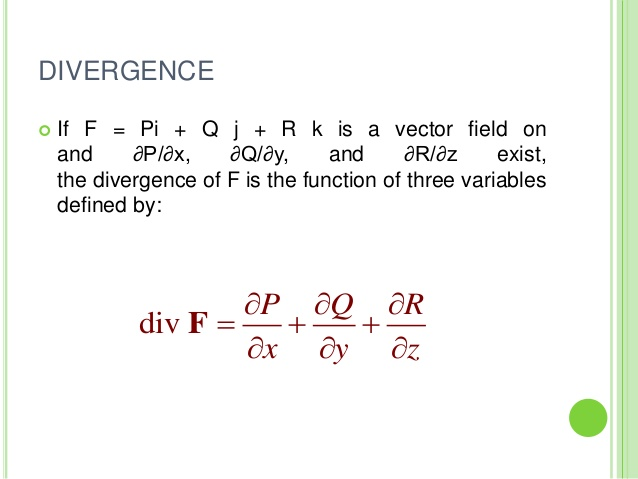 DIVERGENCE
If F = Pi + Q j + R k is a vector field on
and ∂P/∂x, ∂Q/∂y, and ∂R/∂z exist,
the divergence of F is the function of three variables
defined by:
div F = ∂P/∂x + ∂Q/∂y + ∂R/∂z